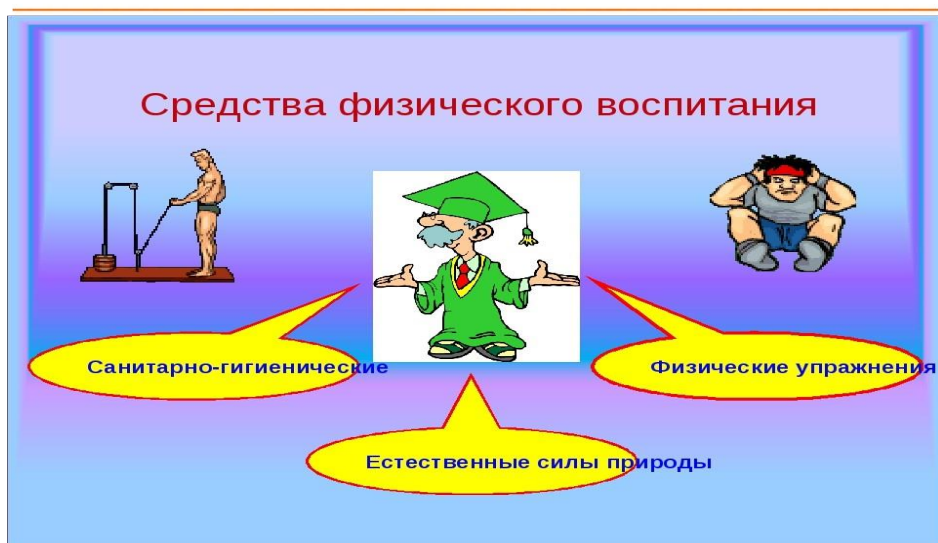 Средства физического воспитания
Санитарно-гигиенические
Физические упражнения
Естественные силы природы